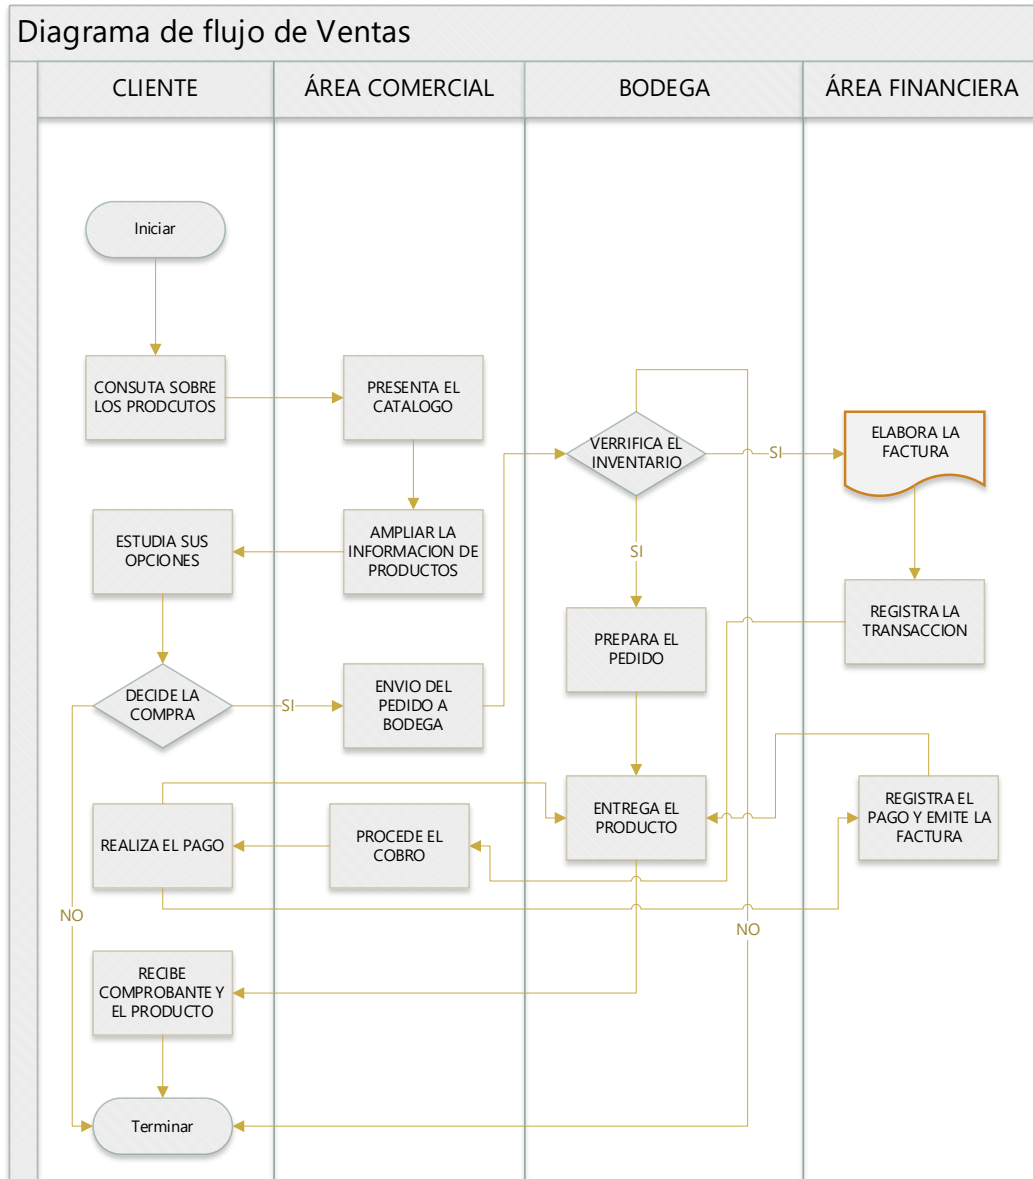 Diagrama de flujo de Ventas
CLIENTE
ÁREA COMERCIAL
BODEGA
ÁREA FINANCIERA
Iniciar
CONSUTA SOBRE
LOS PRODCUTOS
PRESENTA EL
CATALOGO
VERRIFICA EL
INVENTARIO
SI
ELABORA LA
FACTURA
ESTUDIA SUS
OPCIONES
AMPLIAR LA
INFORMACION DE
PRODUCTOS
SI
PREPARA EL
PEDIDO
REGISTRA LA
TRANSACCION
DECIDE LA
COMPRA
SI
ENVIO DEL
PEDIDO A
BODEGA
REALIZA EL PAGO
PROCEDE EL
COBRO
ENTREGA EL
PRODUCTO
REGISTRA EL
PAGO Y EMITE LA
FACTURA
NO
NO
RECIBE
COMPROBANTE Y
EL PRODUCTO
Terminar